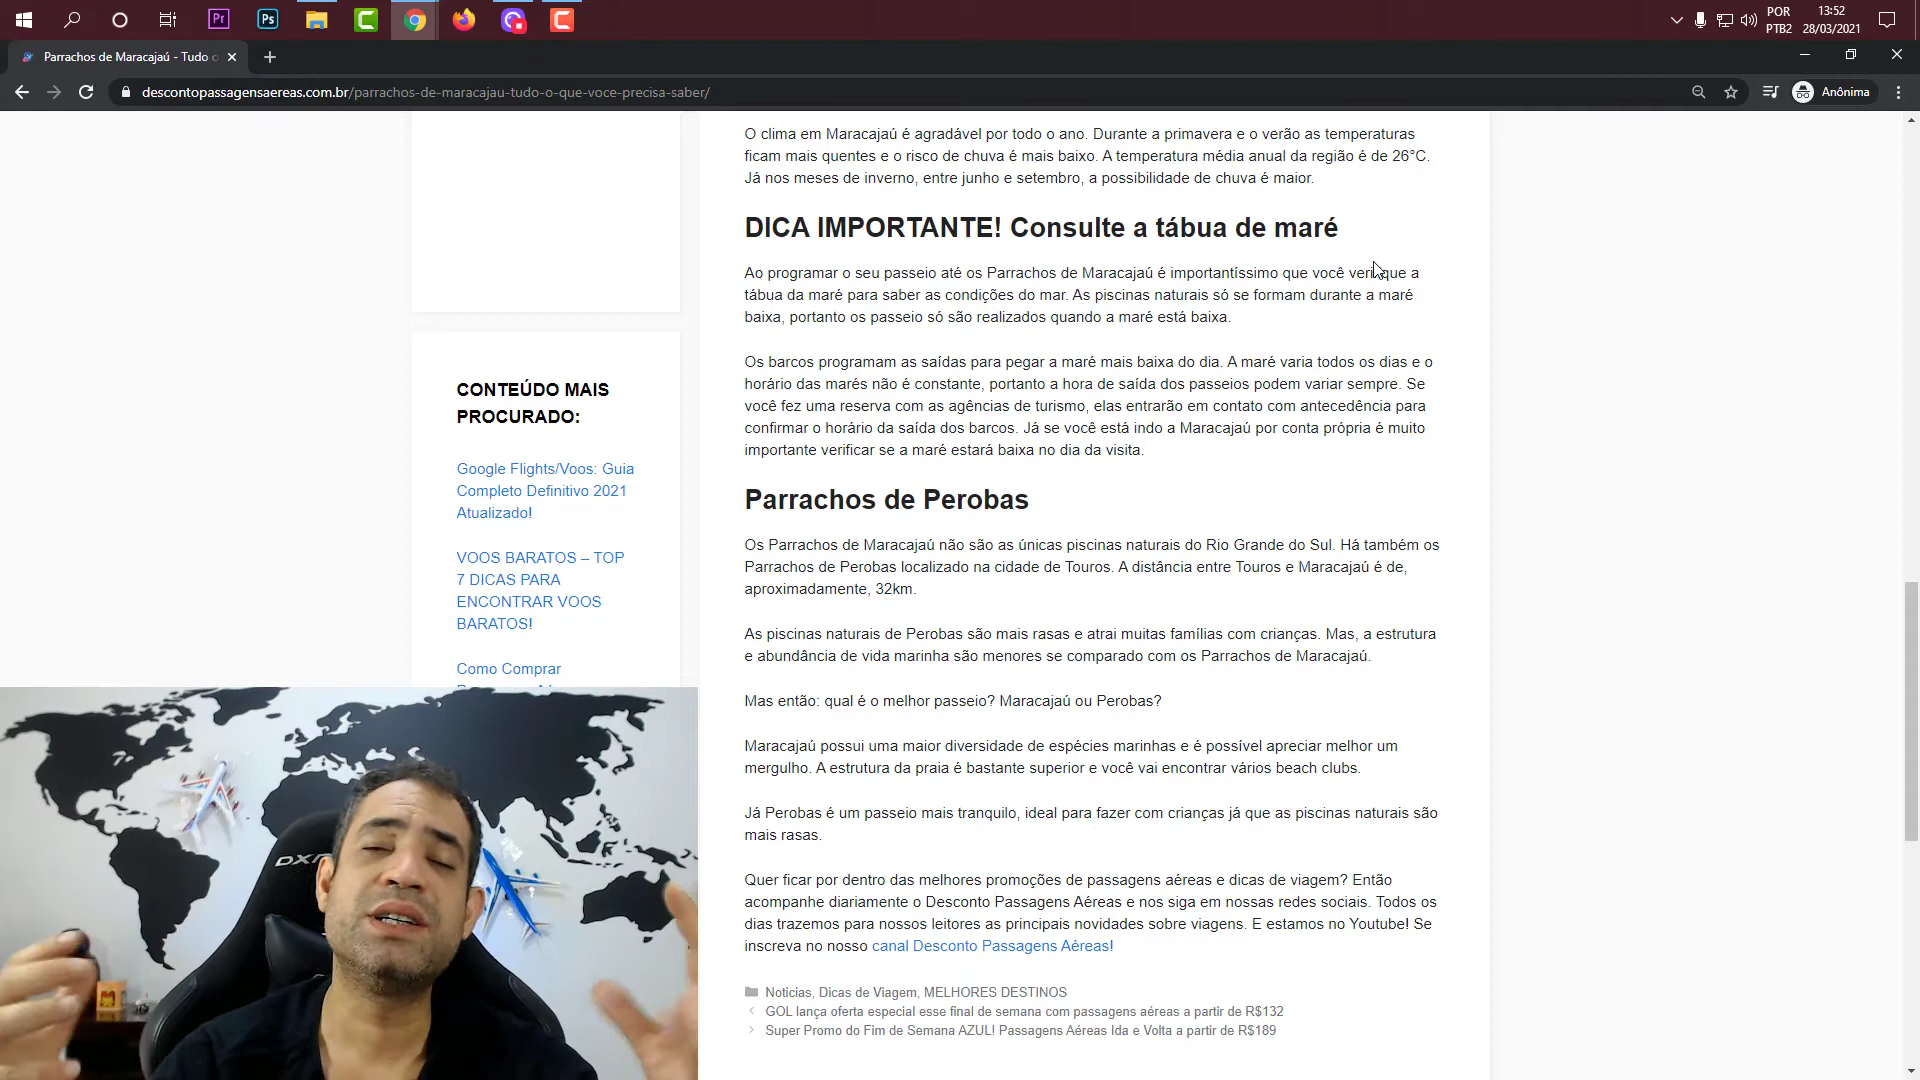 Pr
Ps
C
C
POR
PTB2
13:52
28/03/2021
Parrachos de Maracajaú - Tudo o
descontopassagensaereas.com.br/parrachos-de-maracajau-tudo-o-que-voce-precisa-saber/
Anônima
CONTEÚDO MAIS
PROCURADO:
Google Flights/Voos: Guia
Completo Definitivo 2021
Atualizado!
VOOS BARATOS – TOP
7 DICAS PARA
ENCONTRAR VOOS
BARATOS!
Como Comprar
O clima em Maracajaú é agradável por todo o ano. Durante a primavera e o verão as temperaturas
ficam mais quentes e o risco de chuva é mais baixo. A temperatura média anual da região é de 26°C.
Já nos meses de inverno, entre junho e setembro, a possibilidade de chuva é maior.
DICA IMPORTANTE! Consulte a tábua de maré
Ao programar o seu passeio até os Parrachos de Maracajaú é importantíssimo que você verifique a
tábua da maré para saber as condições do mar. As piscinas naturais só se formam durante a maré
baixa, portanto os passeio só são realizados quando a maré está baixa.
Os barcos programam as saídas para pegar a maré mais baixa do dia. A maré varia todos os dias e o
horário das marés não é constante, portanto a hora de saída dos passeios podem variar sempre. Se
você fez uma reserva com as agências de turismo, elas entrarão em contato com antecedência para
confirmar o horário da saída dos barcos. Já se você está indo a Maracajaú por conta própria é muito
importante verificar se a maré estará baixa no dia da visita.
Parrachos de Perobas
Os Parrachos de Maracajaú não são as únicas piscinas naturais do Rio Grande do Sul. Há também os
Parrachos de Perobas localizado na cidade de Touros. A distância entre Touros e Maracajaú é de,
aproximadamente, 32km.
As piscinas naturais de Perobas são mais rasas e atrai muitas famílias com crianças. Mas, a estrutura
e abundância de vida marinha são menores se comparado com os Parrachos de Maracajaú.
Mas então: qual é o melhor passeio? Maracajaú ou Perobas?
Maracajaú possui uma maior diversidade de espécies marinhas e é possível apreciar melhor um
mergulho. A estrutura da praia é bastante superior e você vai encontrar vários beach clubs.
Já Perobas é um passeio mais tranquilo, ideal para fazer com crianças já que as piscinas naturais são
mais rasas.
Quer ficar por dentro das melhores promoções de passagens aéreas e dicas de viagem? Então
acompanhe diariamente o Desconto Passagens Aéreas e nos siga em nossas redes sociais. Todos os
dias trazemos para nossos leitores as principais novidades sobre viagens. E estamos no Youtube! Se
inscreva no nosso canal Desconto Passagens Aéreas!
Noticias, Dicas de Viagem, MELHORES DESTINOS
GOL lança oferta especial esse final de semana com passagens aéreas a partir de R$132
Super Promo do Fim de Semana AZUL! Passagens Aéreas Ida e Volta a partir de R$189